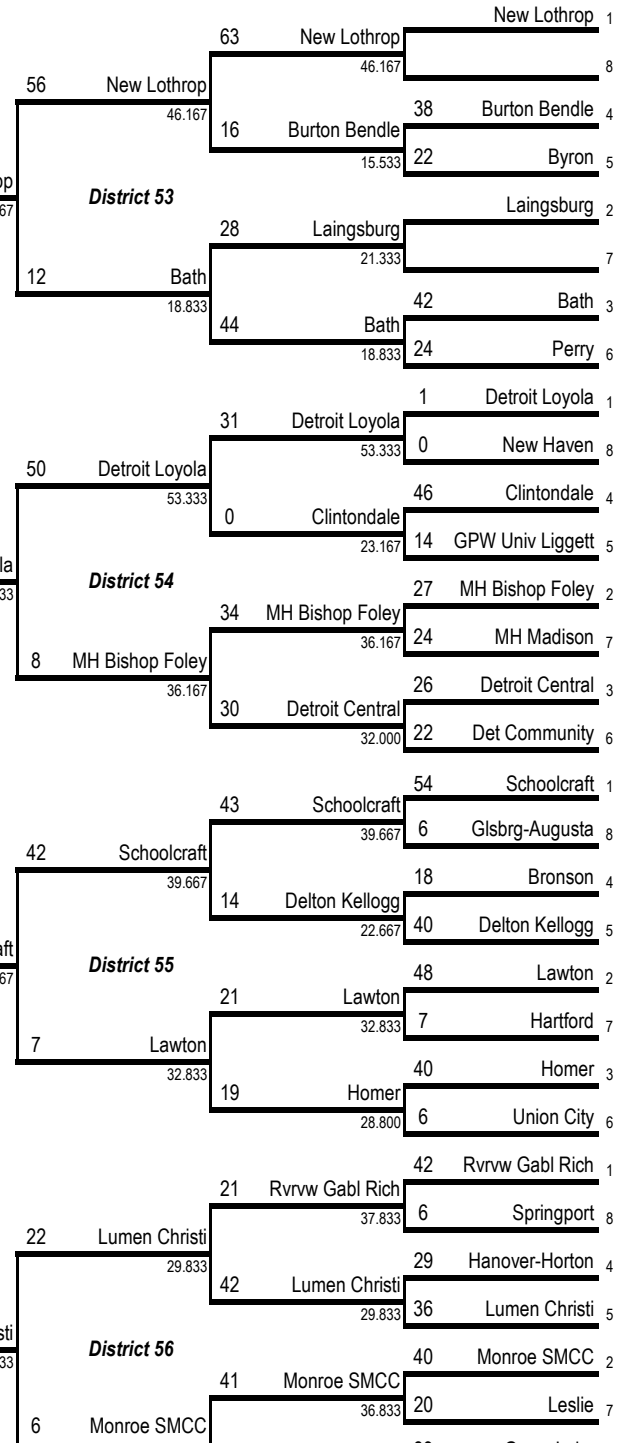 New Lothrop 1
63 New Lothrop
46.167
8
56 New Lothrop
46.167
38 Burton Bendle 4
16 Burton Bendle
15.533
22 Byron 5
District 53
67
Laingsburg 2
28 Laingsburg
21.333
7
12 Bath
18.833
42 Bath 3
44 Bath
18.833
24 Perry 6
1 Detroit Loyola 1
31 Detroit Loyola
53.333
0 New Haven 8
50 Detroit Loyola
53.333
46 Clintondale 4
0 Clintondale
23.167
14 GPW Univ Liggett 5
la
District 54
33
27 MH Bishop Foley 2
34 MH Bishop Foley
36.167
24 MH Madison 7
8 MH Bishop Foley
36.167
26 Detroit Central 3
30 Detroit Central
32.000
22 Det Community 6
54 Schoolcraft 1
43 Schoolcraft
39.667
6 Glsbrg-Augusta 8
42 Schoolcraft
39.667
18 Bronson 4
14 Delton Kellogg
22.667
40 Delton Kellogg 5
aft
District 55
67
48 Lawton 2
21 Lawton
32.833
7 Hartford 7
7 Lawton
32.833
40 Homer 3
19 Homer
28.800
6 Union City 6
42 Rvrvw Gabl Rich 1
21 Rvrvw Gabl Rich
37.833
6 Springport 8
22 Lumen Christi
29.833
29 Hanover-Horton 4
42 Lumen Christi
29.833
36 Lumen Christi 5
sti
District 56
33
40 Monroe SMCC 2
41 Monroe SMCC
36.833
20 Leslie 7
6 Monroe SMCC